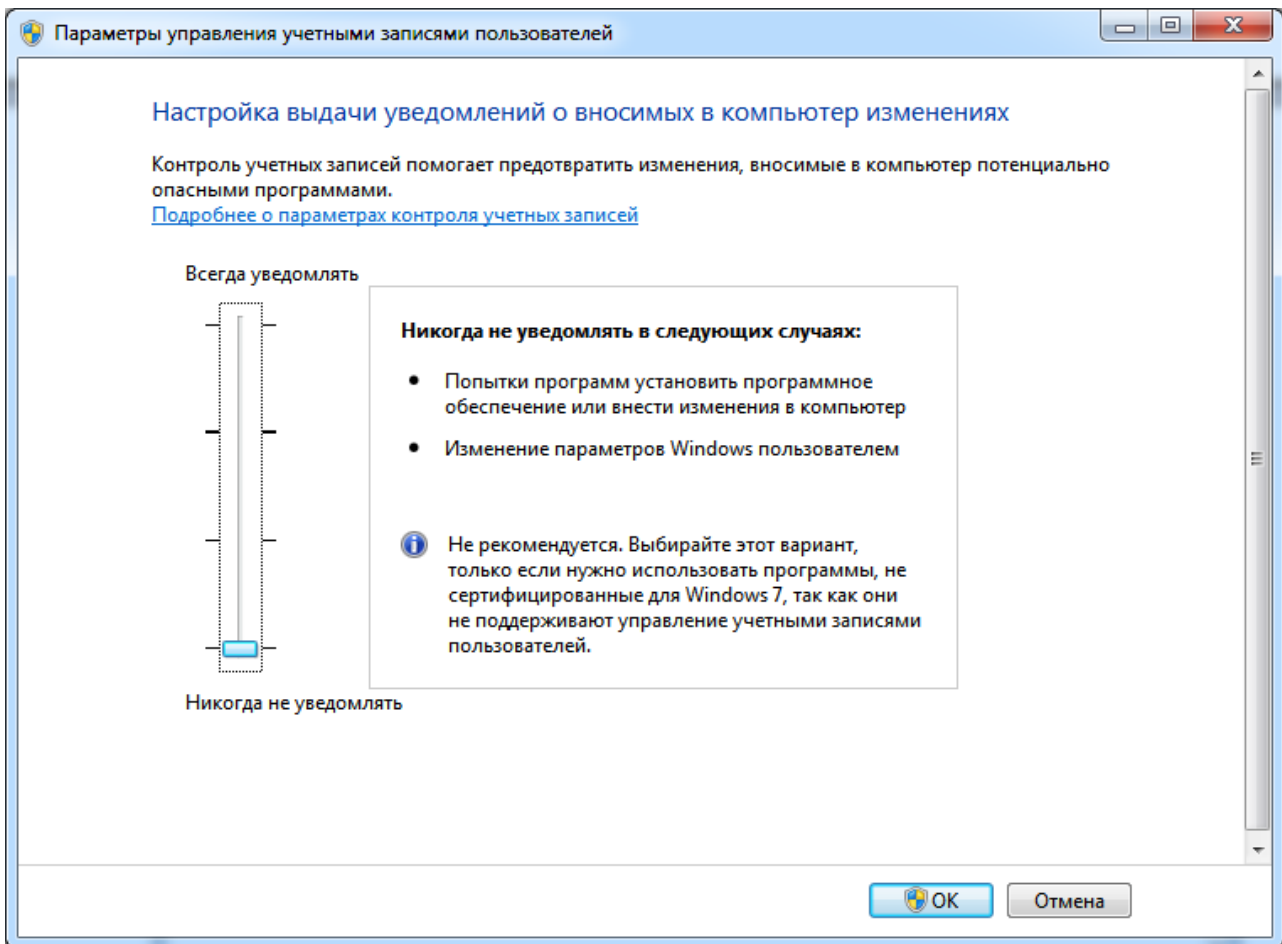 Параметры управления учетными записями пользователей
Настройка выдачи уведомлений о вносимых в компьютер изменениях
Контроль учетных записей помогает предотвратить изменения, вносимые в компьютер потенциально
опасными программами.
Подробнее о параметрах контроля учетных записей
Всегда уведомлять
Никогда не уведомлять в следующих случаях:
• Попытки программ установить программное
обеспечение или внести изменения в компьютер
• Изменение параметров Windows пользователем
Не рекомендуется. Выбирайте этот вариант,
только если нужно использовать программы, не
сертифицированные для Windows 7, так как они
не поддерживают управление учетными записями
пользователей.
Никогда не уведомлять
OK
Отмена